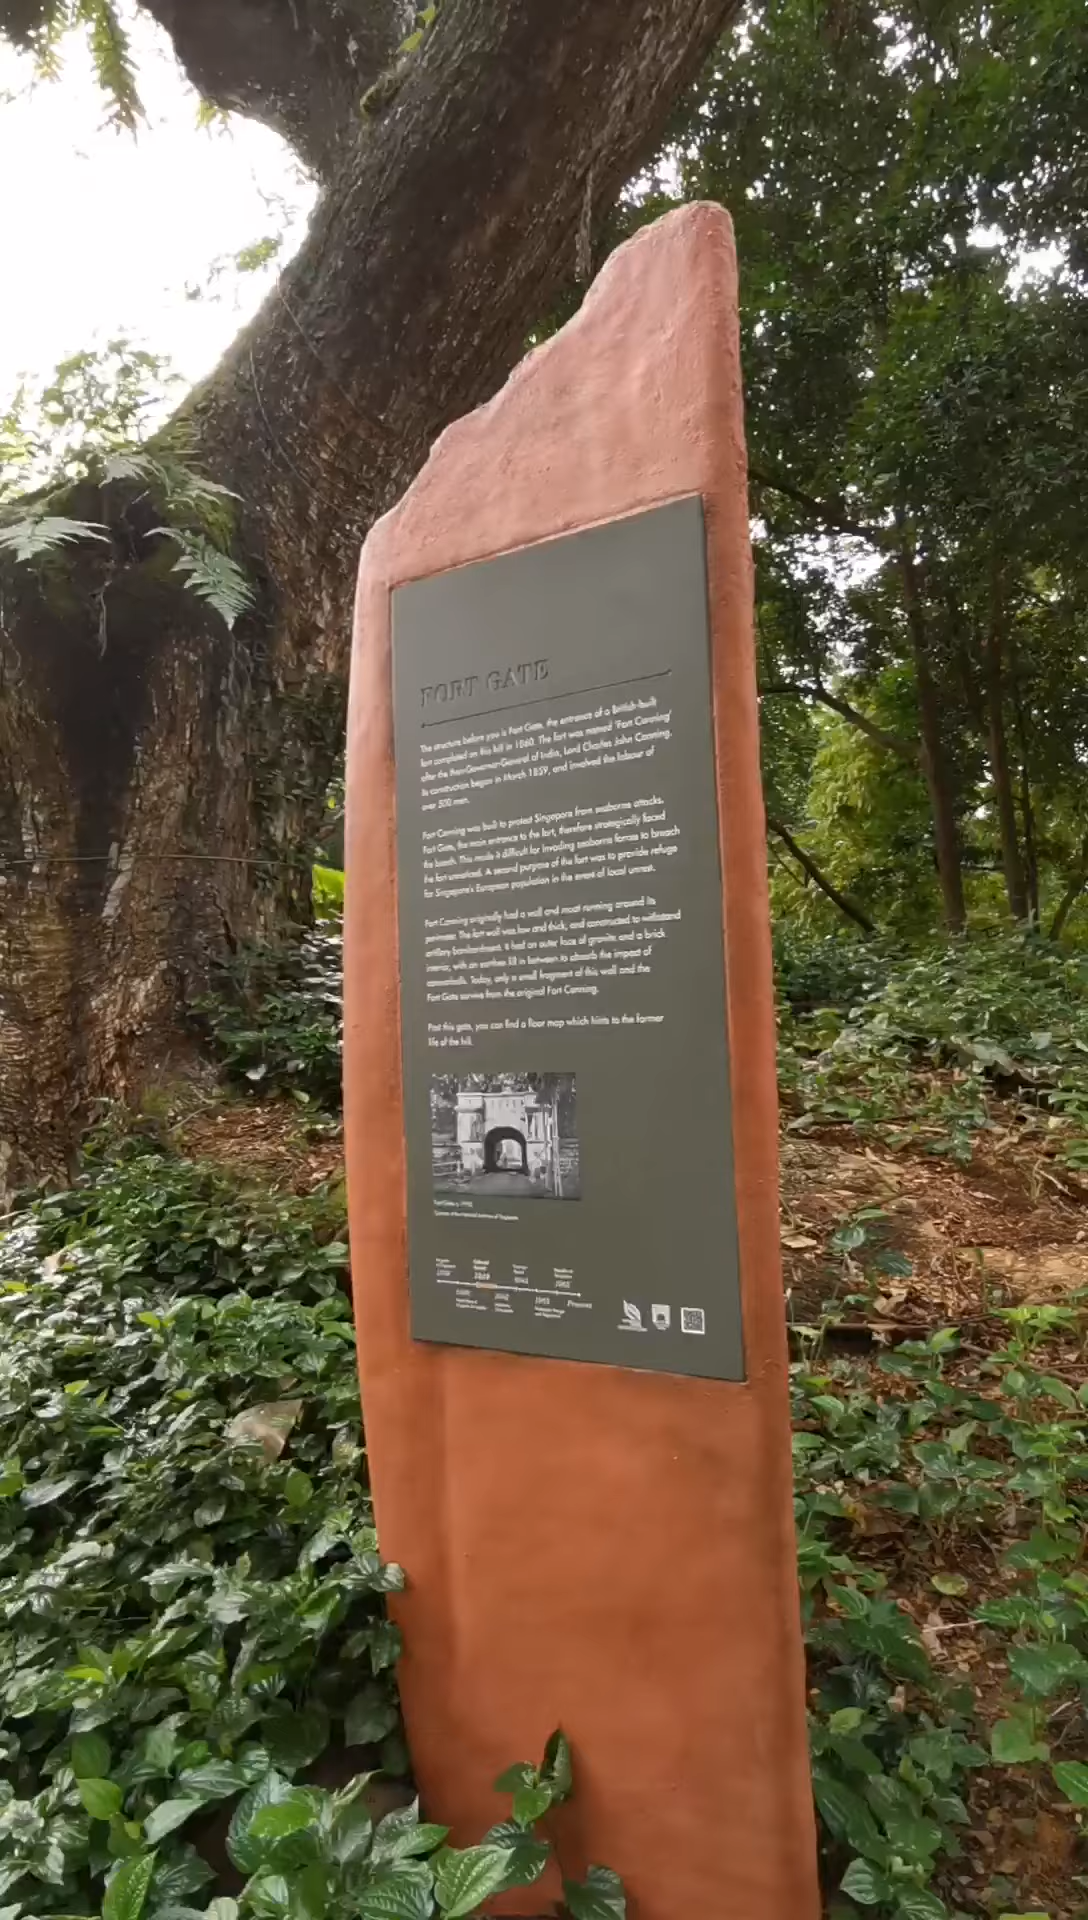 FORT GATE
The structure before you is Fort Gate, the entrance of a British-built
fort completed on this hill in 1860. The fort was named 'Fort Canning'
after the then-Governor-General of India, Lord Charles John Canning.
Its construction began in March 1859, and involved the labour of
over 500 men.
Fort Canning was built to protect Singapore from seaborne attacks.
Fort Gate, the main entrance to the fort, therefore strategically faced
the beach. This made it difficult for invading seaborne forces to breach
the fort unnoticed. A second purpose of the fort was to provide refuge
for Singapore's European population in the event of local unrest.
Fort Canning originally had a wall and moat running around its
perimeter. The fort wall was low and thick, and constructed to withstand
artillery bombardment. It had an outer face of granite and a brick
interior, with an earthen fill in between to absorb the impact of
cannonballs. Today, only a small fragment of this wall and the
Fort Gate survive from the original Fort Canning.
Past this gate, you can find a floor map which hints to the former
life of the hill.
Present